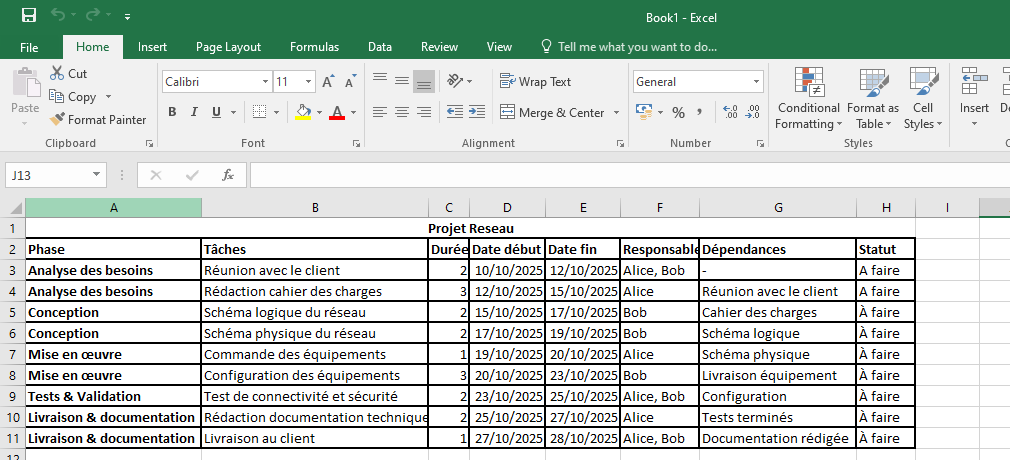 Book1 - Excel
File Home Insert Page Layout Formulas Data Review View Tell me what you want to do...
Paste Cut Copy Format Painter Clipboard
Calibri 11 A A B I U A Font
Wrap Text Merge & Center Alignment
General % , .00 .0 Number
Conditional Formatting Format as Table Cell Styles Styles
Insert
J13 fx
A B C D E F G H I
1 Projet Reseau
2 Phase Tâches Durée Date début Date fin Responsable Dépendances Statut
3 Analyse des besoins Réunion avec le client 2 10/10/2025 12/10/2025 Alice, Bob - A faire
4 Analyse des besoins Rédaction cahier des charges 3 12/10/2025 15/10/2025 Alice Réunion avec le client A faire
5 Conception Schéma logique du réseau 2 15/10/2025 17/10/2025 Bob Cahier des charges À faire
6 Conception Schéma physique du réseau 2 17/10/2025 19/10/2025 Bob Schéma logique À faire
7 Mise en œuvre Commande des équipements 1 19/10/2025 20/10/2025 Alice Schéma physique À faire
8 Mise en œuvre Configuration des équipements 3 20/10/2025 23/10/2025 Bob Livraison équipement À faire
9 Tests & Validation Test de connectivité et sécurité 2 23/10/2025 25/10/2025 Alice, Bob Configuration À faire
10 Livraison & documentation Rédaction documentation technique 2 25/10/2025 27/10/2025 Alice Tests terminés À faire
11 Livraison & documentation Livraison au client 1 27/10/2025 28/10/2025 Alice, Bob Documentation rédigée À faire